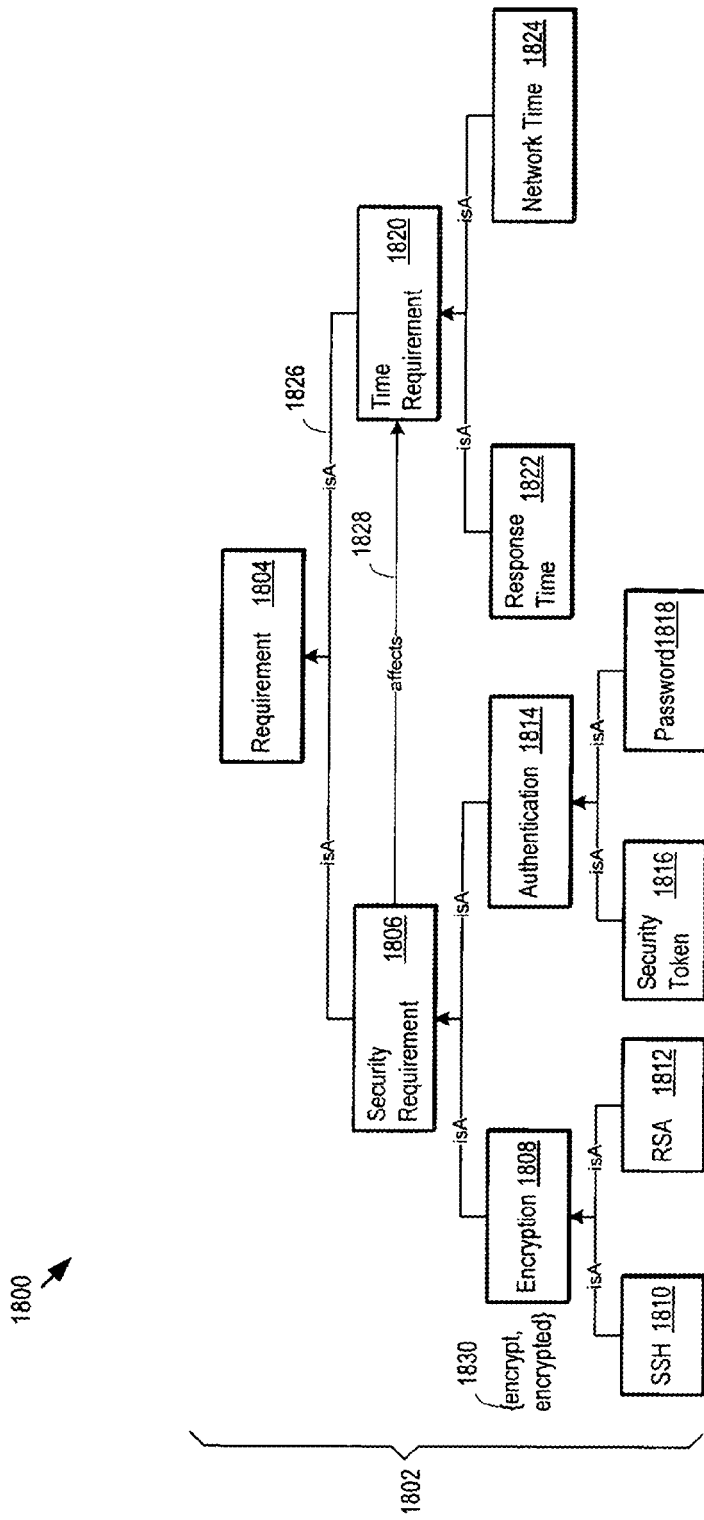 1800
1802
Requirement 1804
isA
isA
1826
Security
Requirement 1806
affects
1828
Time
Requirement 1820
isA
isA
isA
isA
1830
{encrypt,
encrypted}
Encryption 1808
Authentication 1814
Response
Time 1822
Network Time 1824
isA
isA
isA
isA
SSH 1810
RSA 1812
Security
Token 1816
Password1818